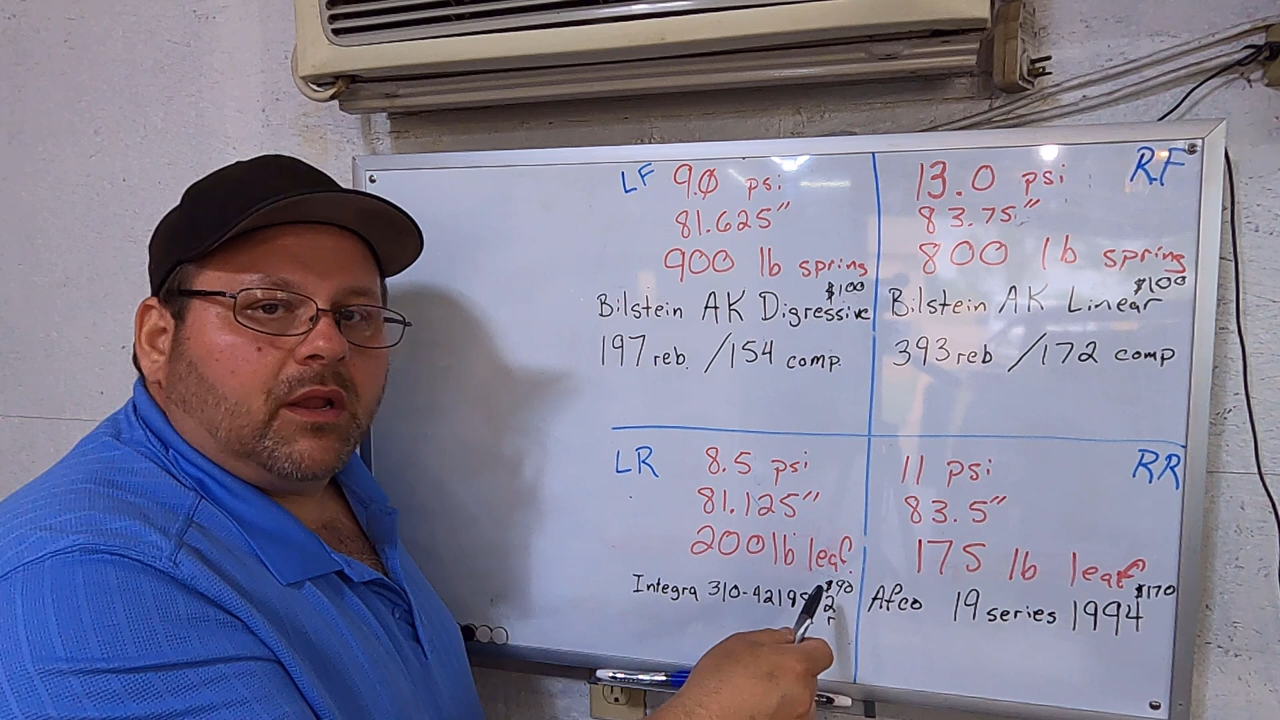 LF 9.0 psi
81.625"
900 lb spring
$100
Bilstein AK Digressive
197 reb. /154 comp.
RF
13.0 psi
83.75"
800 lb spring
$100
Bilstein AK Linear
393 reb /172 comp
LR 8.5 psi
81.125"
200 lb leaf
$90
Integra
RR
11 psi
83.5"
175 lb leaf
$170
Afco 19 series 1994